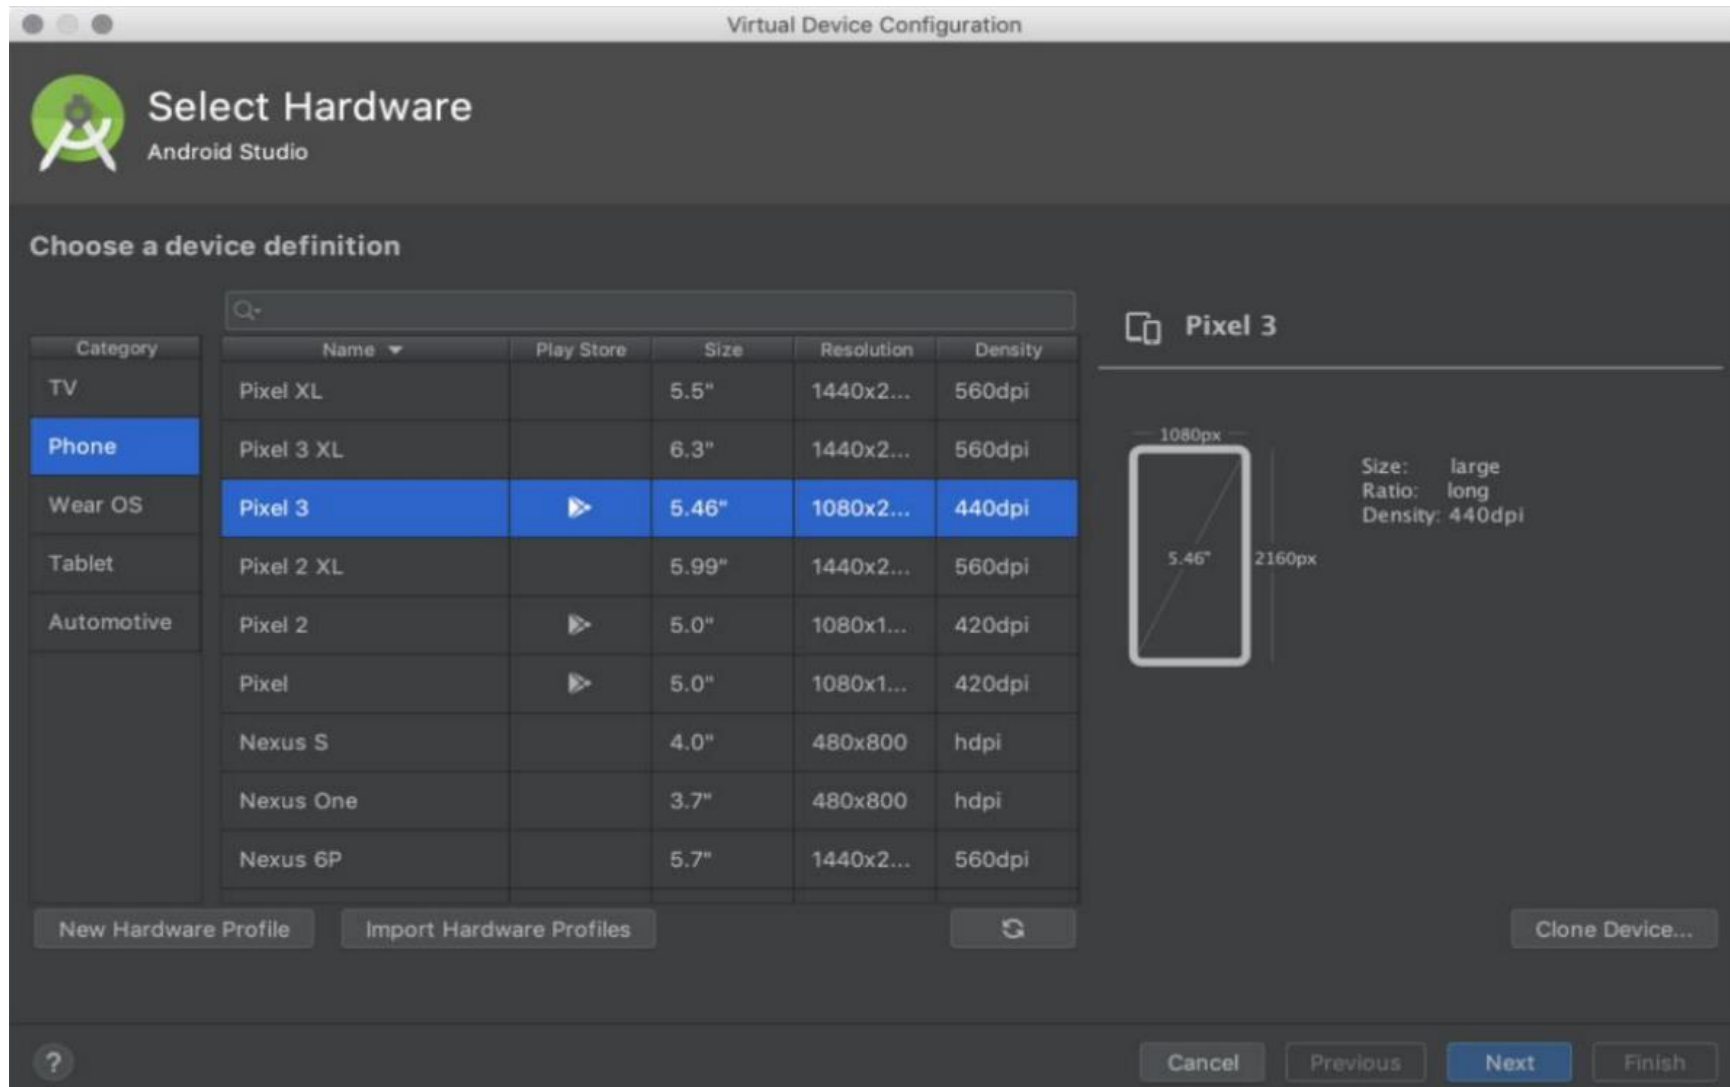 Virtual Device Configuration
Select Hardware
Android Studio
Choose a device definition
Category
TV
Phone
Wear OS
Tablet
Automotive
Name Play Store Size Resolution Density
Pixel XL 5.5" 1440x2... 560dpi
Pixel 3 XL 6.3" 1440x2... 560dpi
Pixel 3 5.46" 1080x2... 440dpi
Pixel 2 XL 5.99" 1440x2... 560dpi
Pixel 2 5.0" 1080x1... 420dpi
Pixel 5.0" 1080x1... 420dpi
Nexus S 4.0" 480x800 hdpi
Nexus One 3.7" 480x800 hdpi
Nexus 6P 5.7" 1440x2... 560dpi
Pixel 3
1080px
5.46"
2160px
Size: large
Ratio: long
Density: 440dpi
New Hardware Profile Import Hardware Profiles
Clone Device...
? Cancel Previous Next Finish